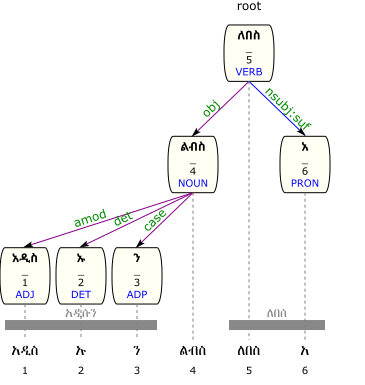 root
ለበስ
_
5
VERB
obj
nsubj:suf
ልብስ
_
4
NOUN
አ
_
6
PRON
amod
det
case
አዲስ
_
1
ADJ
ኡ
_
2
DET
ን
_
3
ADP
አዲሱን
ለበሰ
አዲስ ኡ ን ልብስ ለበስ አ
1 2 3 4 5 6